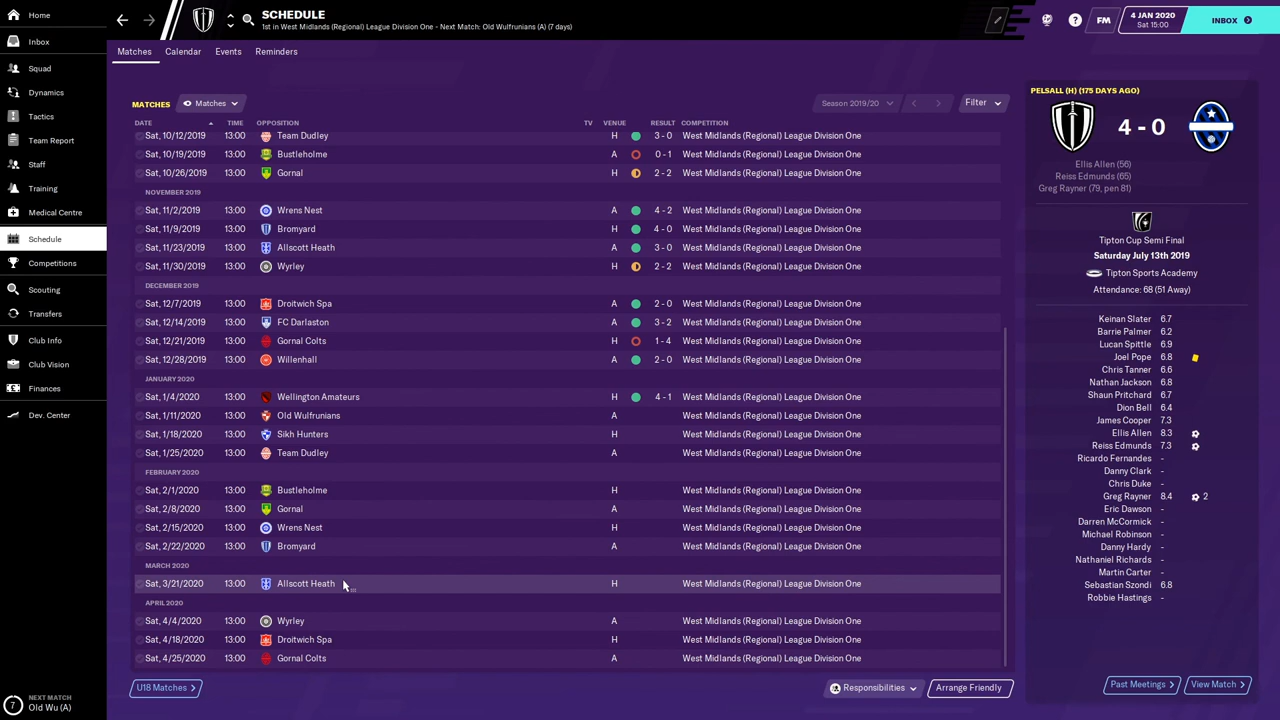 Home
Inbox
Squad
Dynamics
Tactics
Team Report
Staff
Training
Medical Centre
Schedule
Competitions
Scouting
Transfers
Club Info
Club Vision
Finances
Dev. Center
7 NEXT MATCH
Old Wu (A)
SCHEDULE
1st in West Midlands (Regional) League Division One - Next Match: Old Wulfrunians (A) (7 days)
? FM 4 JAN 2020
Sat 15:00
INBOX
Matches Calendar Events Reminders
MATCHES Matches Season 2019/20 Filter
DATE TIME OPPOSITION TV VENUE RESULT COMPETITION
Sat, 10/12/2019 13:00 Team Dudley H 3 - 0 West Midlands (Regional) League Division One
Sat, 10/19/2019 13:00 Bustleholme A 0 - 1 West Midlands (Regional) League Division One
Sat, 10/26/2019 13:00 Gornal H 2 - 2 West Midlands (Regional) League Division One
NOVEMBER 2019
Sat, 11/2/2019 13:00 Wrens Nest A 4 - 2 West Midlands (Regional) League Division One
Sat, 11/9/2019 13:00 Bromyard H 4 - 0 West Midlands (Regional) League Division One
Sat, 11/23/2019 13:00 Allscott Heath A 3 - 0 West Midlands (Regional) League Division One
Sat, 11/30/2019 13:00 Wyrley H 2 - 2 West Midlands (Regional) League Division One
DECEMBER 2019
Sat, 12/7/2019 13:00 Droitwich Spa A 2 - 0 West Midlands (Regional) League Division One
Sat, 12/14/2019 13:00 FC Darlaston A 3 - 2 West Midlands (Regional) League Division One
Sat, 12/21/2019 13:00 Gornal Colts H 1 - 4 West Midlands (Regional) League Division One
Sat, 12/28/2019 13:00 Willenhall A 2 - 0 West Midlands (Regional) League Division One
JANUARY 2020
Sat, 1/4/2020 13:00 Wellington Amateurs H 4 - 1 West Midlands (Regional) League Division One
Sat, 1/11/2020 13:00 Old Wulfrunians A West Midlands (Regional) League Division One
Sat, 1/18/2020 13:00 Sikh Hunters H West Midlands (Regional) League Division One
Sat, 1/25/2020 13:00 Team Dudley A West Midlands (Regional) League Division One
FEBRUARY 2020
Sat, 2/1/2020 13:00 Bustleholme H West Midlands (Regional) League Division One
Sat, 2/8/2020 13:00 Gornal A West Midlands (Regional) League Division One
Sat, 2/15/2020 13:00 Wrens Nest H West Midlands (Regional) League Division One
Sat, 2/22/2020 13:00 Bromyard A West Midlands (Regional) League Division One
MARCH 2020
Sat, 3/21/2020 13:00 Allscott Heath H West Midlands (Regional) League Division One
APRIL 2020
Sat, 4/4/2020 13:00 Wyrley A West Midlands (Regional) League Division One
Sat, 4/18/2020 13:00 Droitwich Spa H West Midlands (Regional) League Division One
Sat, 4/25/2020 13:00 Gornal Colts A West Midlands (Regional) League Division One
U18 Matches Responsibilities Arrange Friendly
PELSALL (H) (175 DAYS AGO)
4 - 0
Ellis Allen (56)
Reiss Edmunds (65)
Greg Rayner (79, pen 81)
Tipton Cup Semi Final
Saturday July 13th 2019
Tipton Sports Academy
Attendance: 68 (51 Away)
Keinan Slater 6.7
Barrie Palmer 6.2
Lucan Spittle 6.9
Joel Pope 6.8
Chris Tanner 6.6
Nathan Jackson 6.8
Shaun Pritchard 6.7
Dion Bell 6.4
James Cooper 7.3
Ellis Allen 8.3
Reiss Edmunds 7.3
Ricardo Fernandes -
Danny Clark -
Chris Duke -
Greg Rayner 8.4 2
Eric Dawson -
Darren McCormick -
Michael Robinson -
Danny Hardy -
Nathaniel Richards -
Martin Carter -
Sebastian Szondi 6.8
Robbie Hastings -
Past Meetings View Match